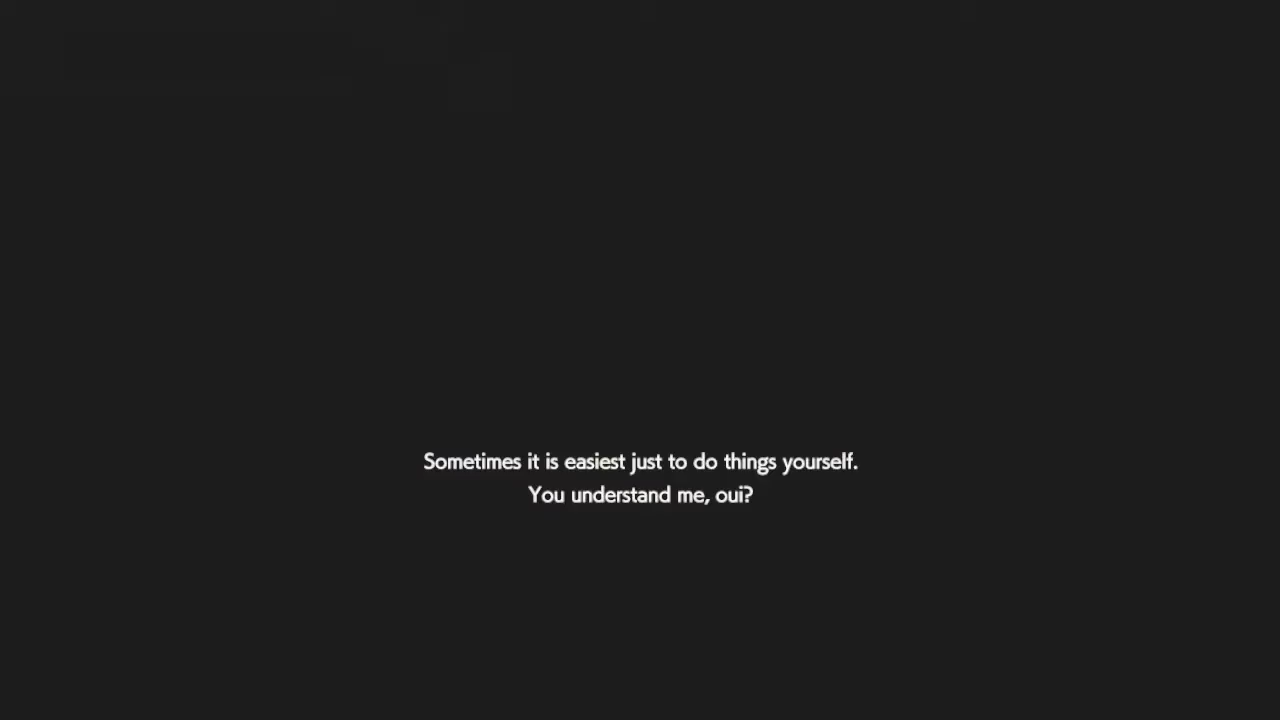 Sometimes it is easiest just to do things yourself.
You understand me, oui?